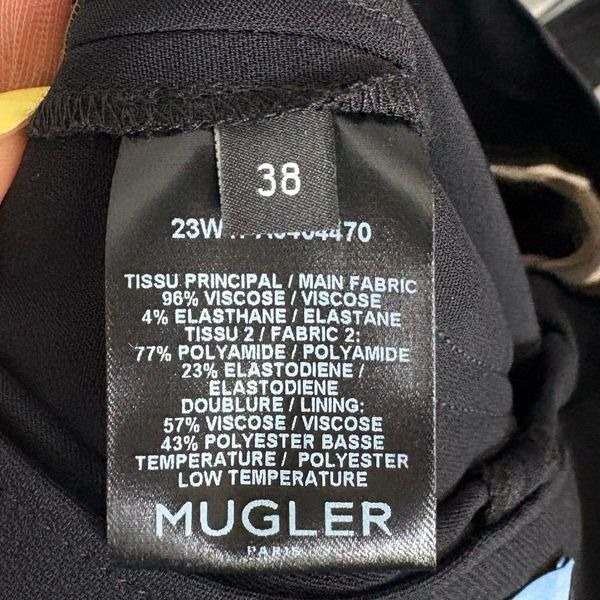 38
TISSU PRINCIPAL / MAIN FABRIC
96% VISCOSE / VISCOSE
4% ELASTHANE / ELASTANE
TISSU 2 / FABRIC 2:
77% POLYAMIDE / POLYAMIDE
23% ELASTODIENE /
ELASTODIENE
DOUBLURE / LINING:
57% VISCOSE / VISCOSE
43% POLYESTER BASSE
TEMPERATURE / POLYESTER
LOW TEMPERATURE
MUGLER
PARIS